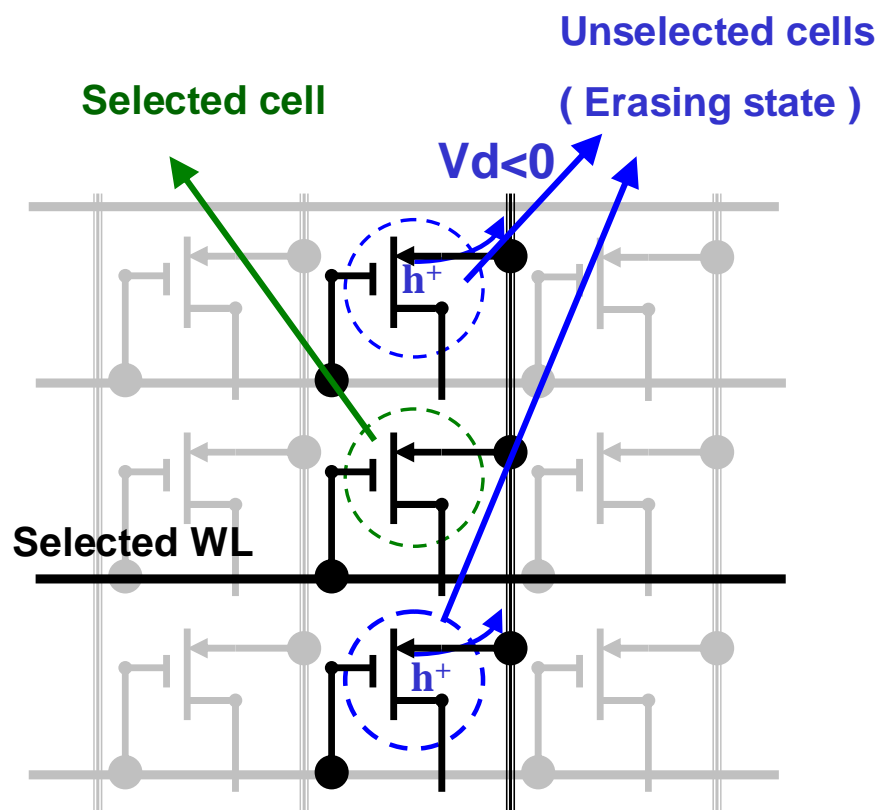 Unselected cells
Selected cell
( Erasing state )
Vd<0
h+
Selected WL
h+